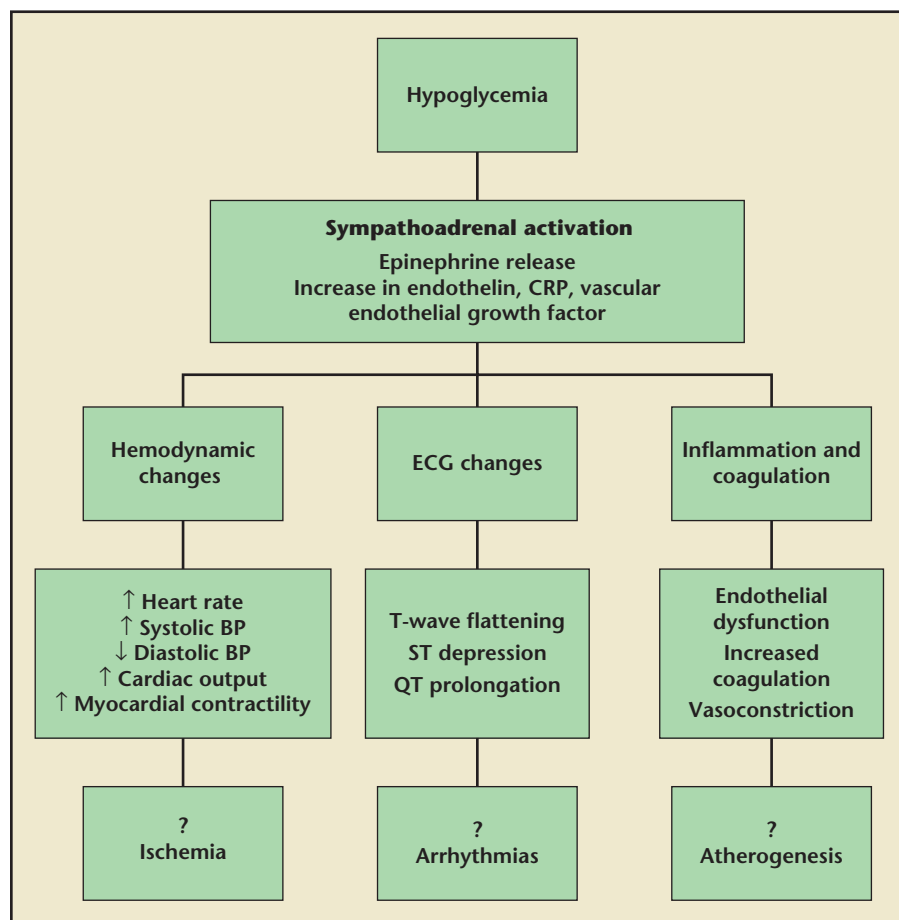 Hypoglycemia
Sympathoadrenal activation
Epinephrine release
Increase in endothelin, CRP, vascular
endothelial growth factor
Hemodynamic
changes
ECG changes
Inflammation and
coagulation
↑ Heart rate
↑ Systolic BP
↓ Diastolic BP
↑ Cardiac output
↑ Myocardial contractility
T-wave flattening
ST depression
QT prolongation
Endothelial
dysfunction
Increased
coagulation
Vasoconstriction
?
Ischemia
?
Arrhythmias
?
Atherogenesis